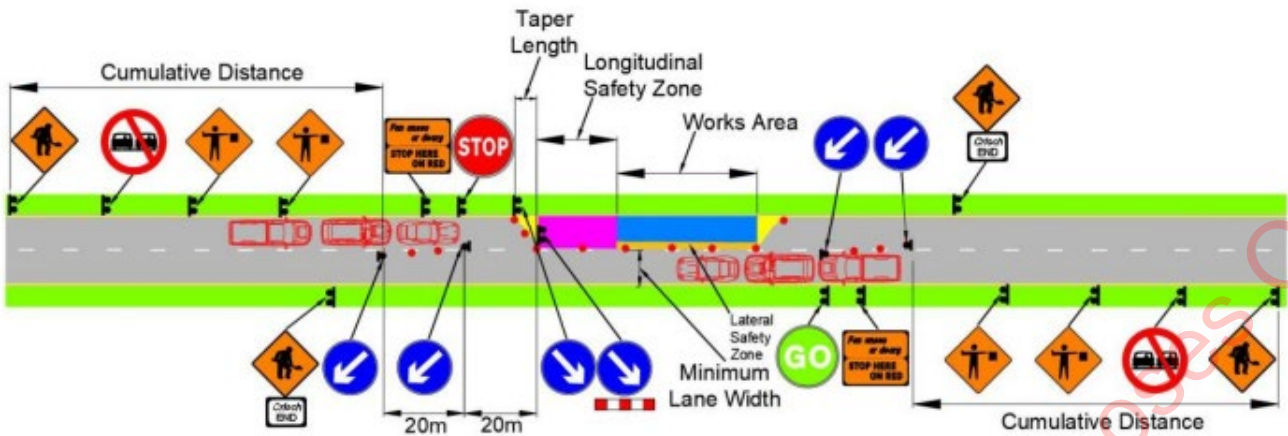 Taper
Length
Longitudinal
Safety Zone
Cumulative Distance
Works Area
STOP
STOP HERE
ON RED
Críoch
END
Críoch
END
Lateral
Safety
Zone
Minimum
Lane Width
GO
STOP HERE
ON RED
20m
20m
Cumulative Distance